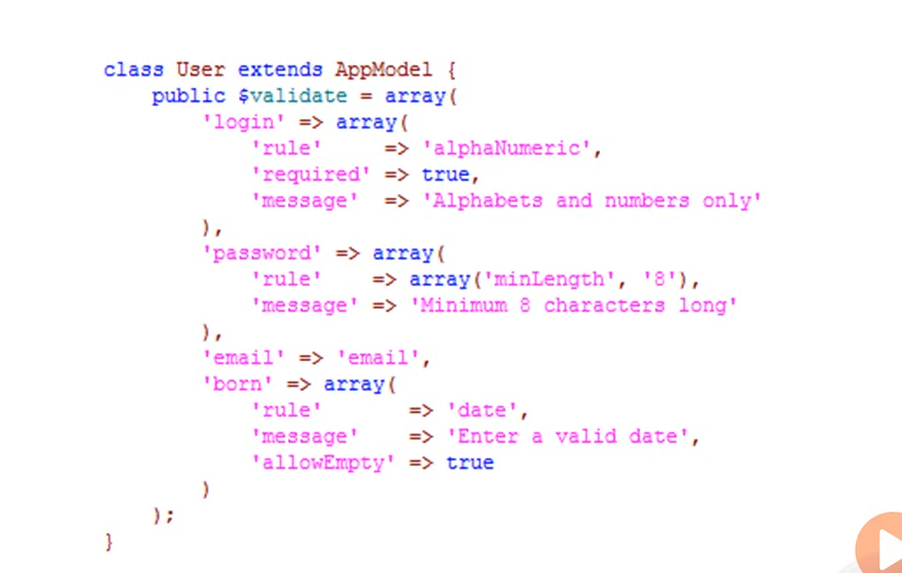 class User extends AppModel {
    public $validate = array(
        'login' => array(
            'rule'     => 'alphaNumeric',
            'required' => true,
            'message'  => 'Alphabets and numbers only'
        ),
        'password' => array(
            'rule'    => array('minLength', '8'),
            'message' => 'Minimum 8 characters long'
        ),
        'email' => 'email',
        'born' => array(
            'rule'       => 'date',
            'message'    => 'Enter a valid date',
            'allowEmpty' => true
        )
    );
}